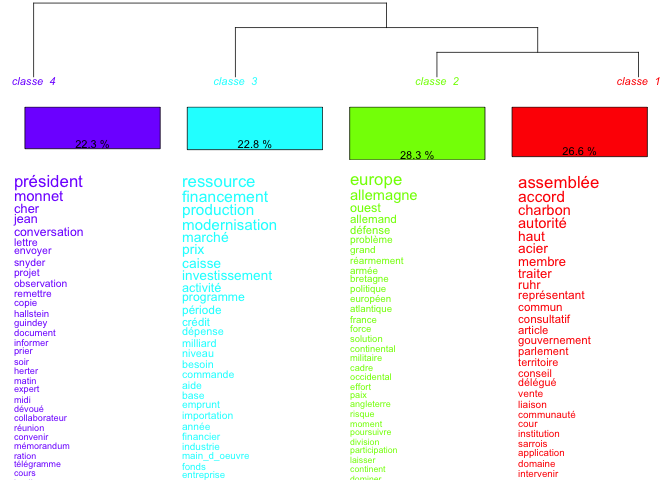 classe 4
classe 3
classe 2
classe 1
22.3 %
22.8 %
28.3 %
26.6 %
président
monnet
cher
jean
conversation
lettre
envoyer
snyder
projet
observation
remettre
copie
hallstein
guindey
document
informer
prier
soir
herter
matin
expert
midi
dévoué
collaborateur
réunion
convenir
mémorandum
ration
télégramme
cours
ressource
financement
production
modernisation
marché
prix
caisse
investissement
activité
programme
période
crédit
dépense
milliard
niveau
besoin
commande
aide
base
emprunt
importation
année
financier
industrie
main_d_oeuvre
fonds
entreprise
europe
allemagne
ouest
allemand
défense
problème
grand
réarmement
armée
bretagne
politique
européen
atlantique
france
force
solution
continental
militaire
cadre
occidental
effort
paix
angleterre
risque
moment
poursuivre
division
participation
laisser
continent
dominer
assemblée
accord
charbon
autorité
haut
acier
membre
traiter
ruhr
représentant
commun
consultatif
article
gouvernement
parlement
territoire
conseil
délégué
vente
liaison
communauté
cour
institution
sarrois
application
domaine
intervenir